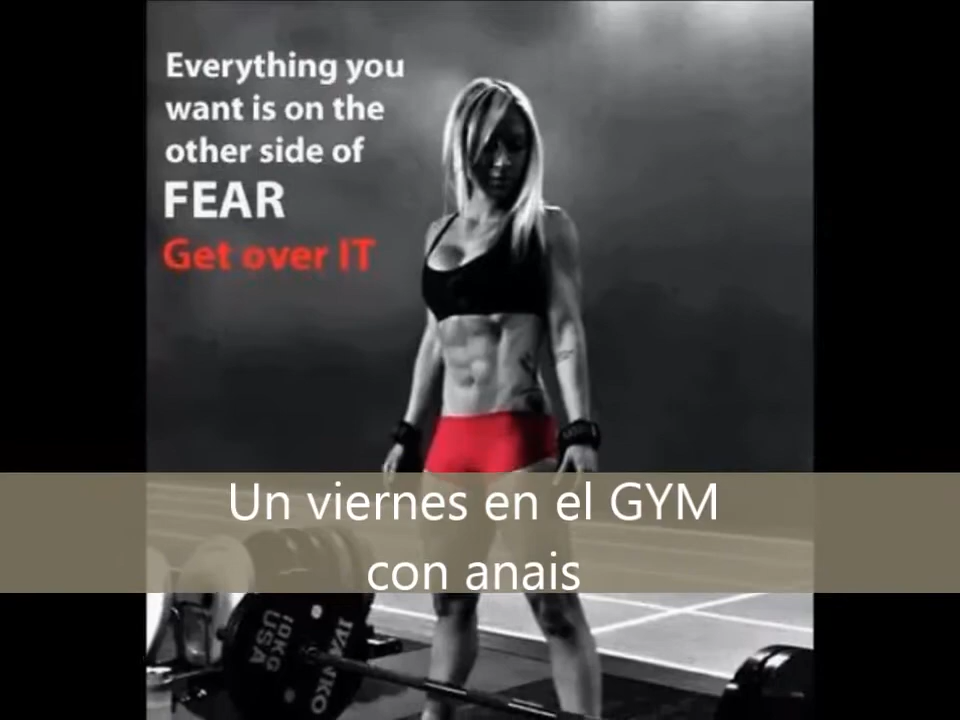 Everything you
want is on the
other side of
FEAR
Get over IT
Un viernes en el GYM
con anais
10KG
USA
IVANKO